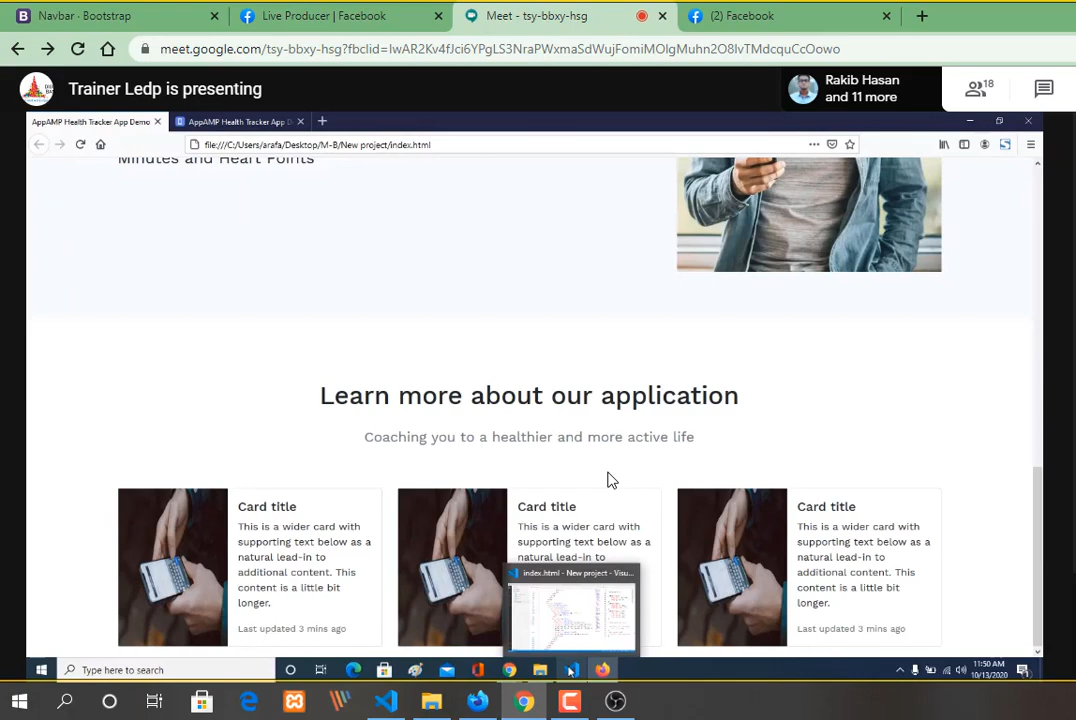 Navbar · Bootstrap
Live Producer | Facebook
Meet - tsy-bbxy-hsg
(2) Facebook
meet.google.com/tsy-bbxy-hsg?fbclid=IwAR2Kv4fJci6YPgLS3NraPWxmaSdWujFomiMOlgMuhn2O8IvTMdcquCcOowo
Trainer Ledp is presenting
Rakib Hasan
and 11 more
18
AppAMP Health Tracker App Demo
AppAMP Health Tracker App D
file:///C:/Users/arafa/Desktop/M-B/New project/index.html
Minutes and Heart Points
Learn more about our application
Coaching you to a healthier and more active life
Card title
This is a wider card with
supporting text below as a
natural lead-in to
additional content. This
content is a little bit
longer.
Last updated 3 mins ago
Card title
This is a wider card with
supporting text below as a
natural lead-in to
Card title
This is a wider card with
supporting text below as a
natural lead-in to
additional content. This
content is a little bit
longer.
Last updated 3 mins ago
index.html - New project - Visu...
Type here to search
11:50 AM
10/13/2020